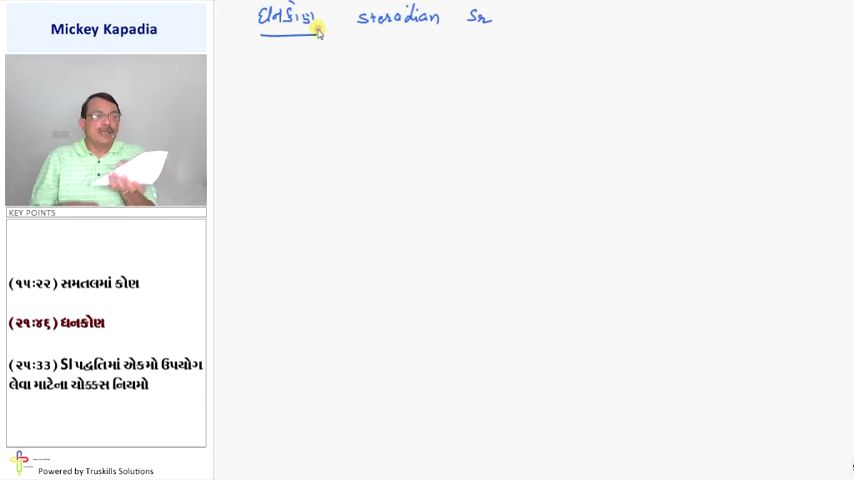 Mickey Kapadia
ઘનકોણ steradian Sr
KEY POINTS
(૧૫:૨૨) સમતલમાં કોણ
(૨૧:૪૬) ઘનકોણ
(૨૫:૩૩) SI પદ્ધતિમાં એકમો ઉપયોગ
લેવા માટેના ચોક્કસ નિયમો
Powered by Truskills Solutions